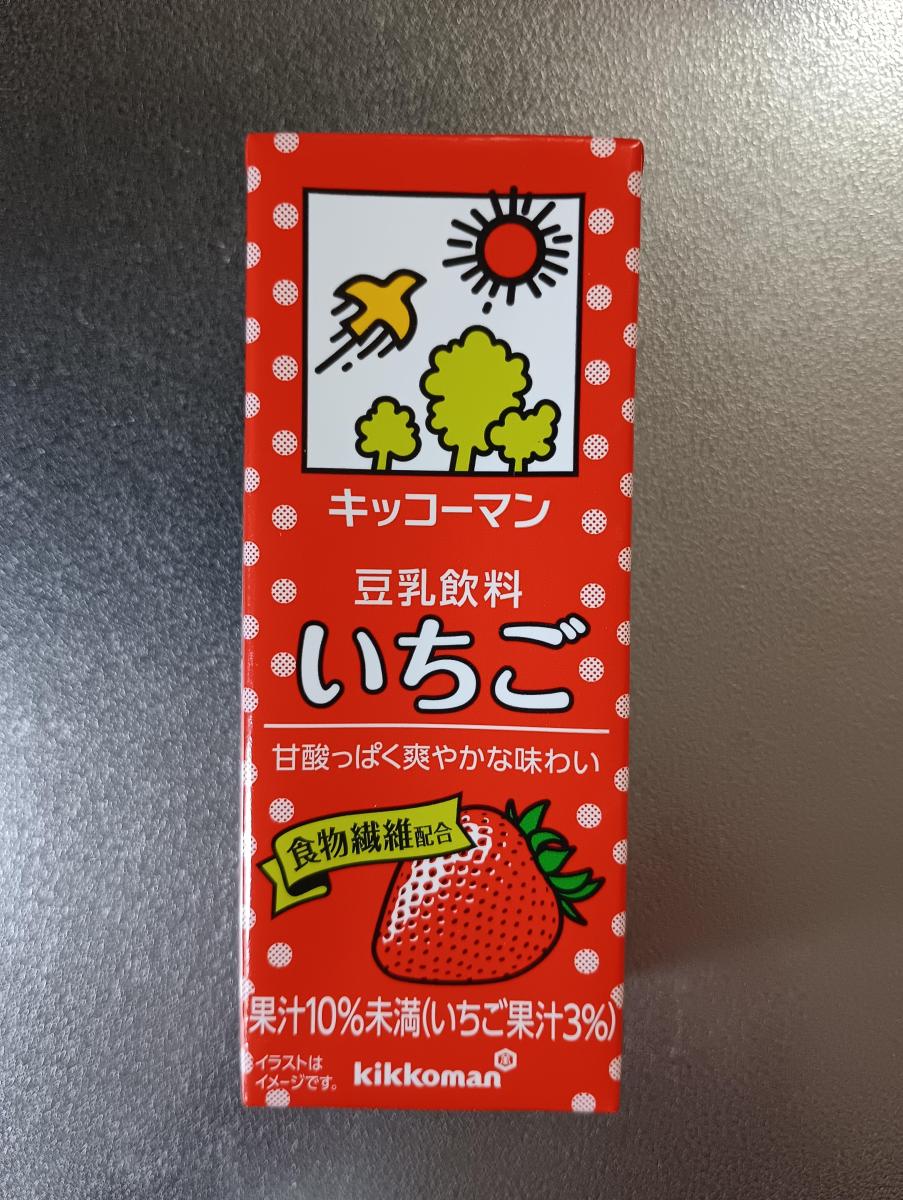 キッコーマン
豆乳飲料
いちご
甘酸っぱく爽やかな味わい
食物繊維配合
果汁10%未満(いちご果汁3%)
イラストは
イメージです。
kikkoman